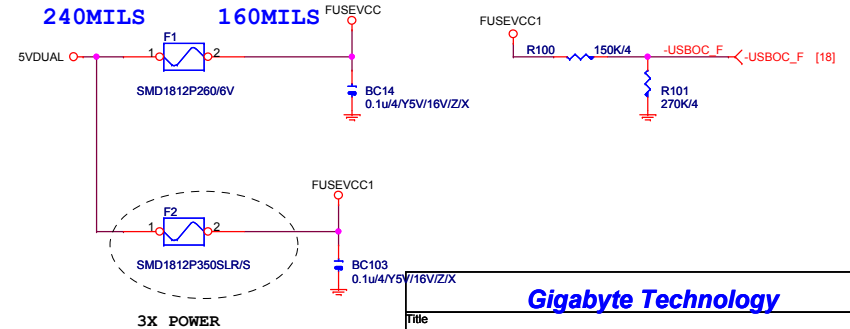 240MILS 160MILS FUSEVCC
F1
5VDUAL 1 2
SMD1812P260/6V
BC14
0.1u/4/Y5V/16V/Z/X
FUSEVCC1
R100 150K/4 -USBOC_F -USBOC_F [18]
R101
270K/4
FUSEVCC1
F2
1 2
SMD1812P350SLR/S
BC103
0.1u/4/Y5V/16V/Z/X
3X POWER
Gigabyte Technology
Title